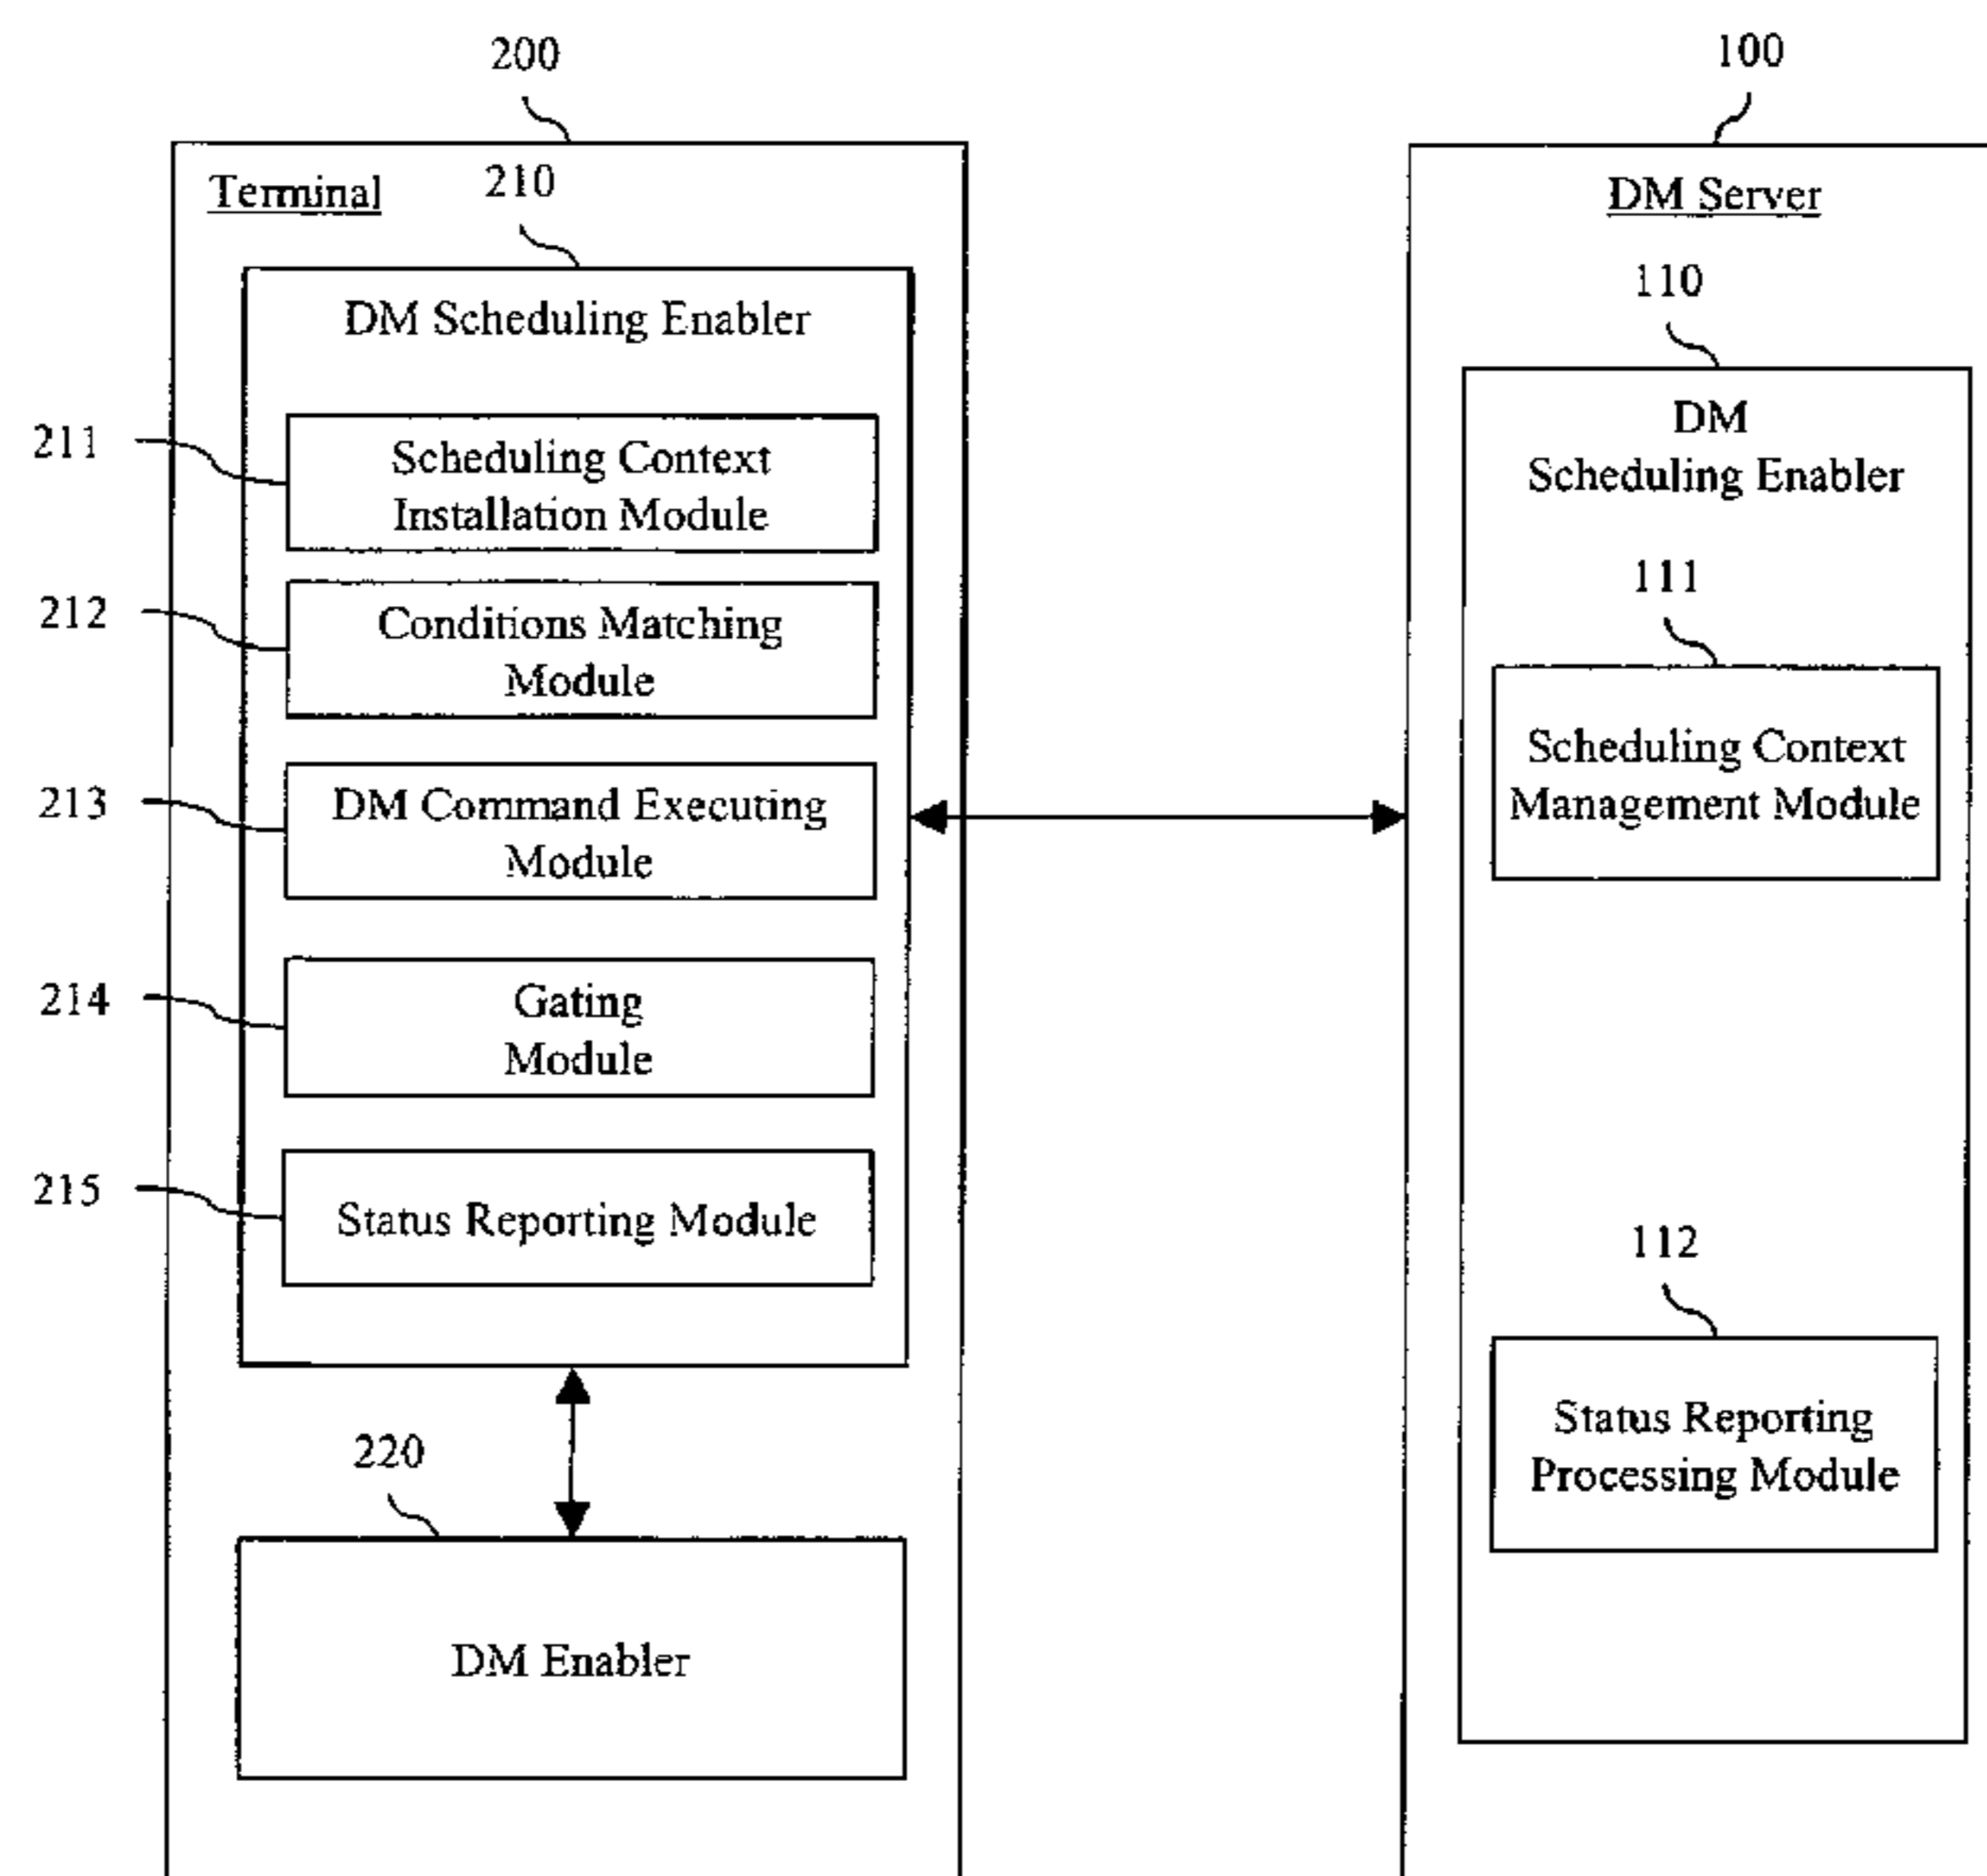 200
100
Terminal
210
DM Server
DM Scheduling Enabler
110
DM
Scheduling Enabler
211
Scheduling Context
Installation Module
212
Conditions Matching
Module
111
Scheduling Context
Management Module
213
DM Command Executing
Module
214
Gating
Module
215
Status Reporting Module
112
Status Reporting
Processing Module
220
DM Enabler